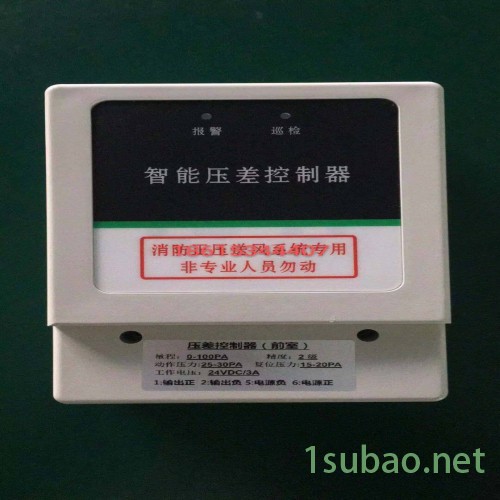 报警 巡检
智能压差控制器
消防正压送风系统专用
非专业人员勿动
压差控制器(前室)
量程:0-100PA 精度:2级
动作压力:25-30PA 复位压力:15-20PA
工作电压:24VDC/3A
1:输出正 2:输出负 5:电源负 6:电源正
1subao.net